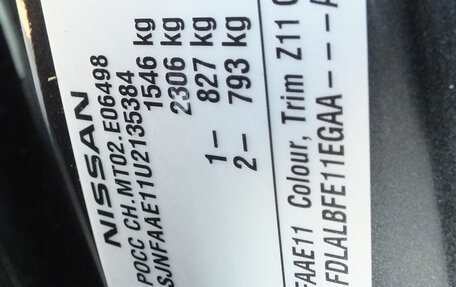 NISSAN
РОСС CH.MT02.E06498
SJNFAAE11U2135384
1546 kg
2306 kg
1- 827 kg
2- 793 kg
FAAE11 Colour, Trim Z11
FDLALBFE11EGAA---